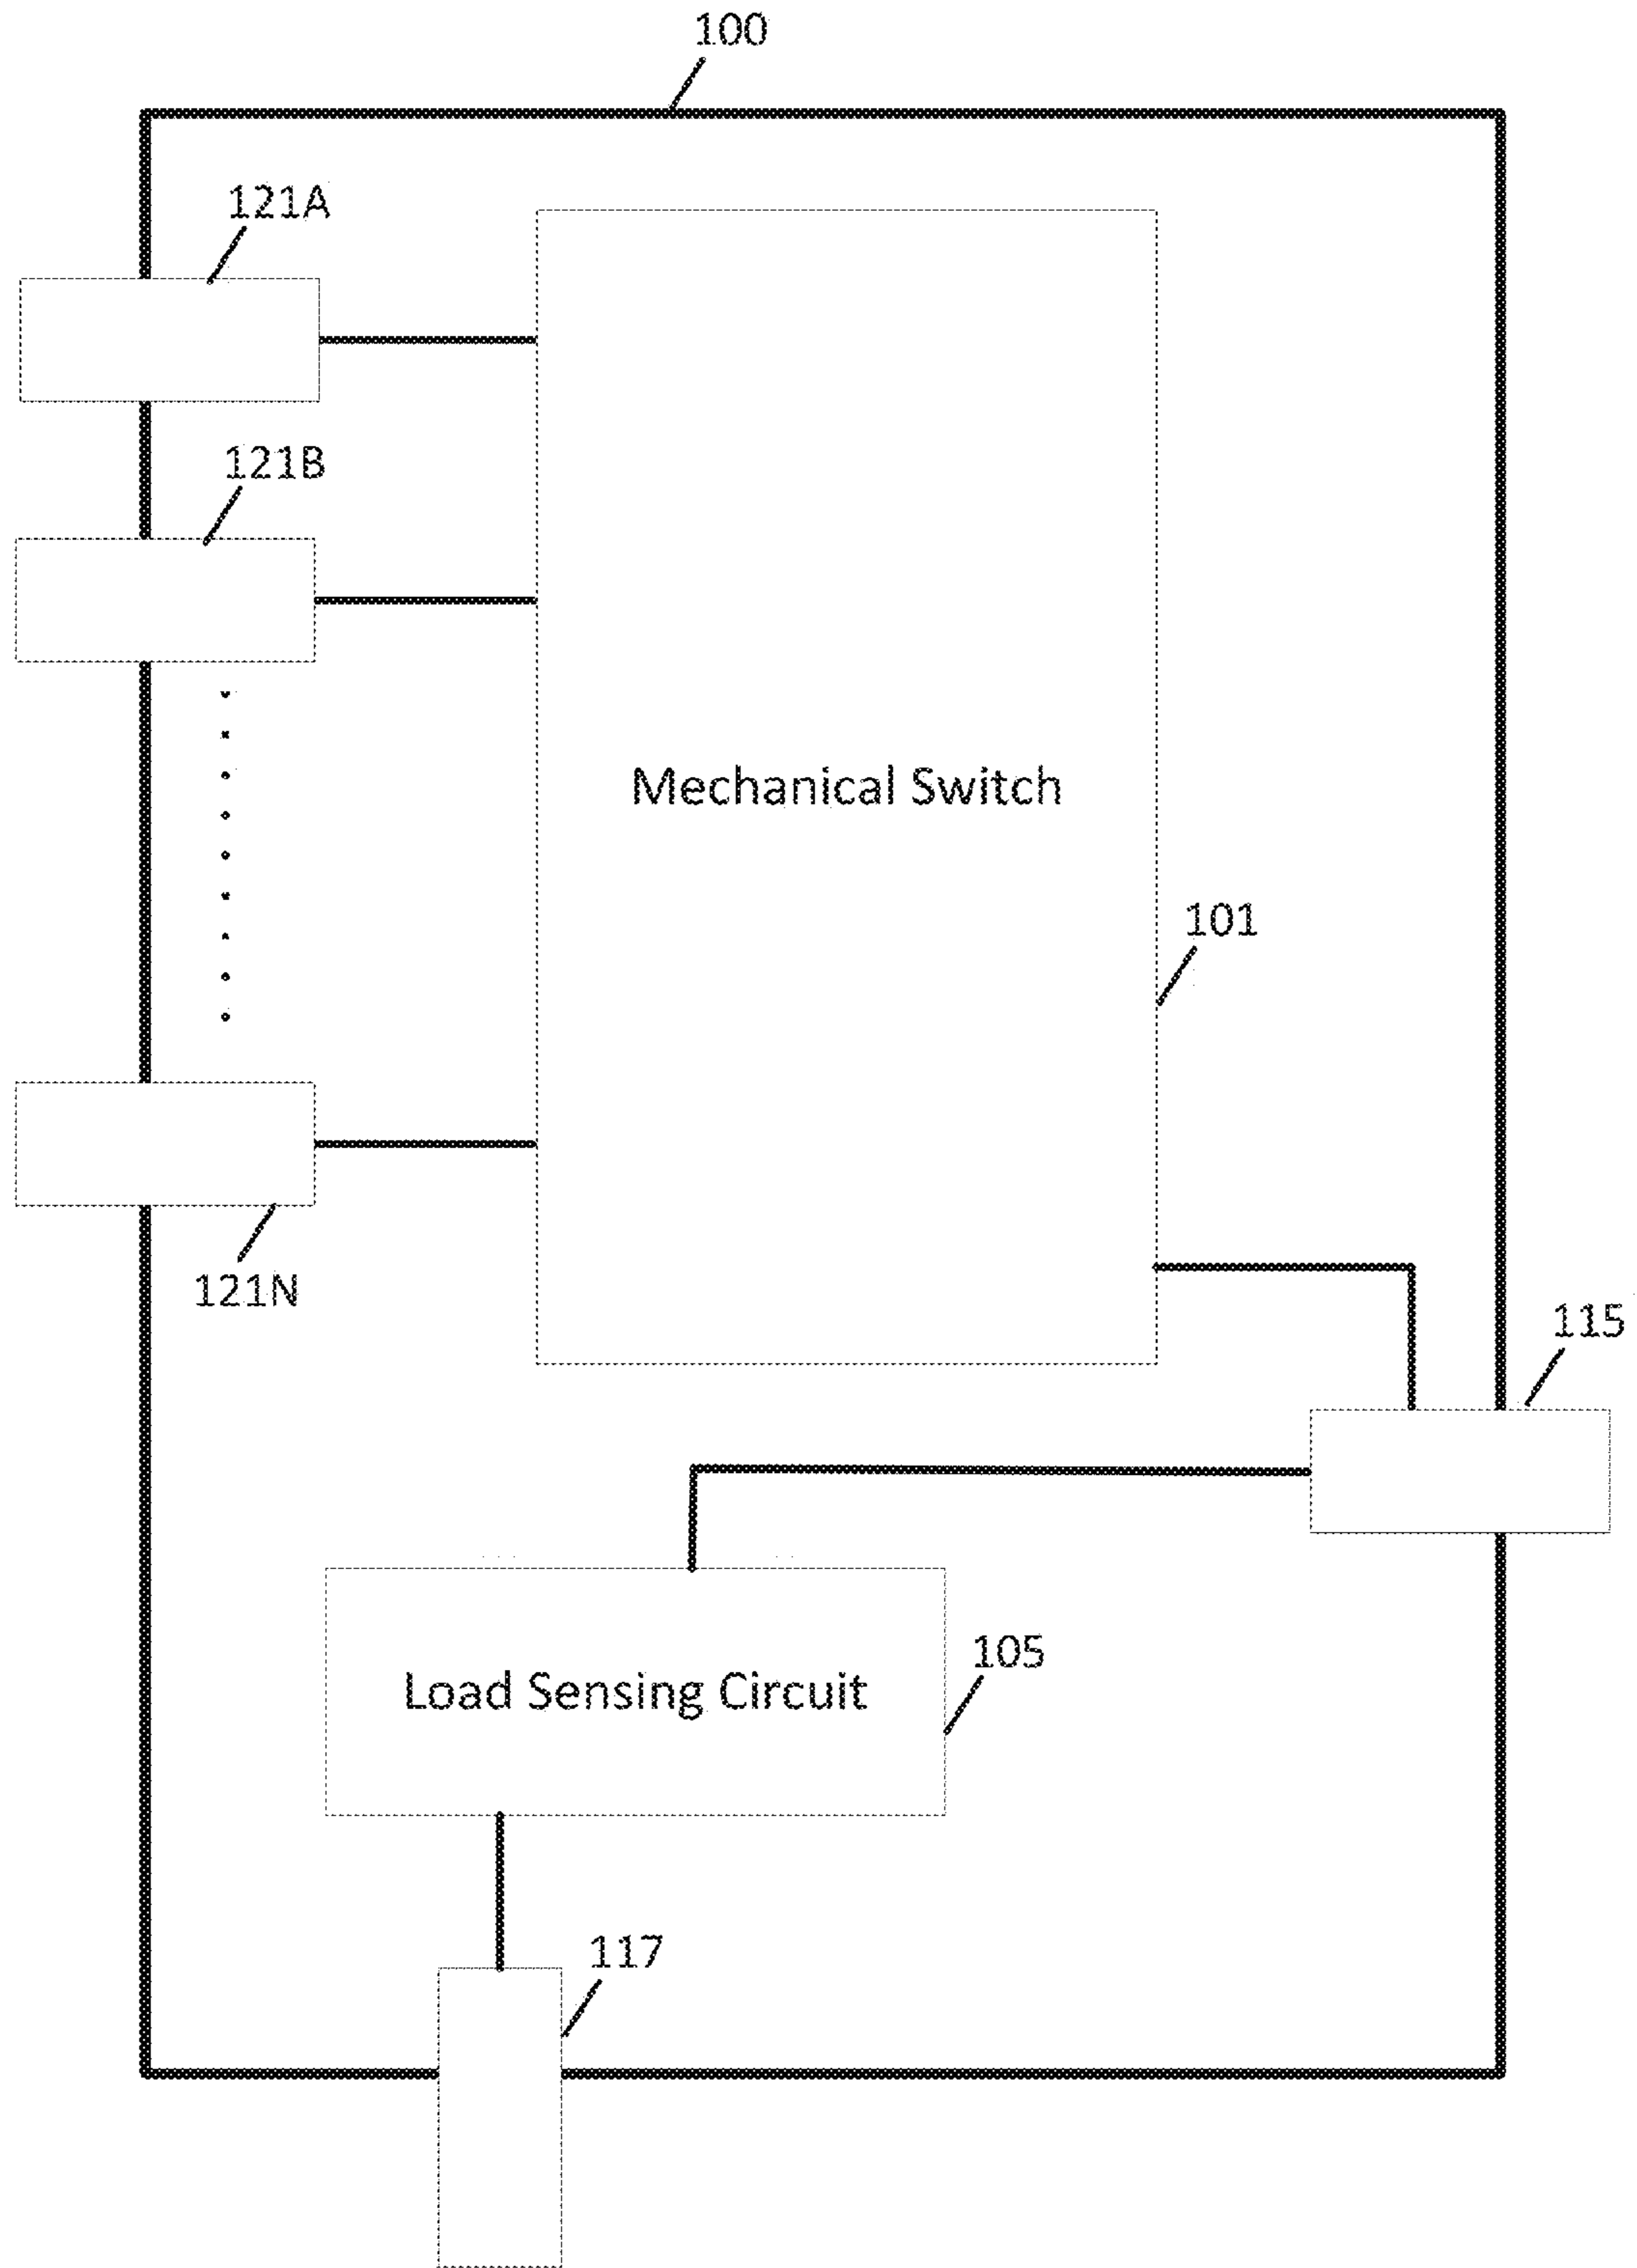 100
121A
121B
Mechanical Switch
101
121N
115
Load Sensing Circuit
105
117